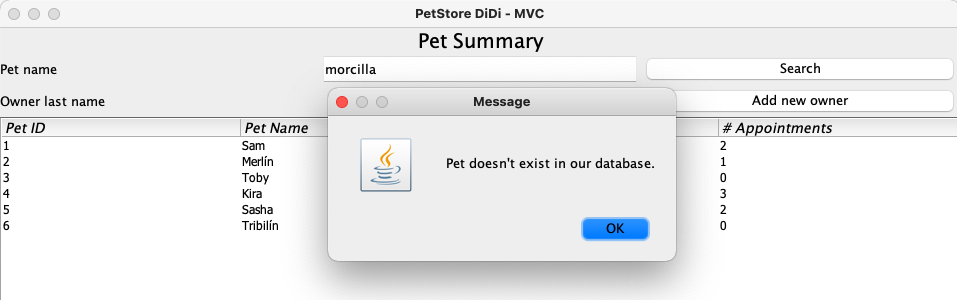 PetStore DiDi - MVC
Pet Summary
Pet name morcilla Search
Owner last name Add new owner
Message
Pet doesn't exist in our database.
OK
Pet ID Pet Name # Appointments
1 Sam 2
2 Merlín 1
3 Toby 0
4 Kira 3
5 Sasha 2
6 Tribilín 0